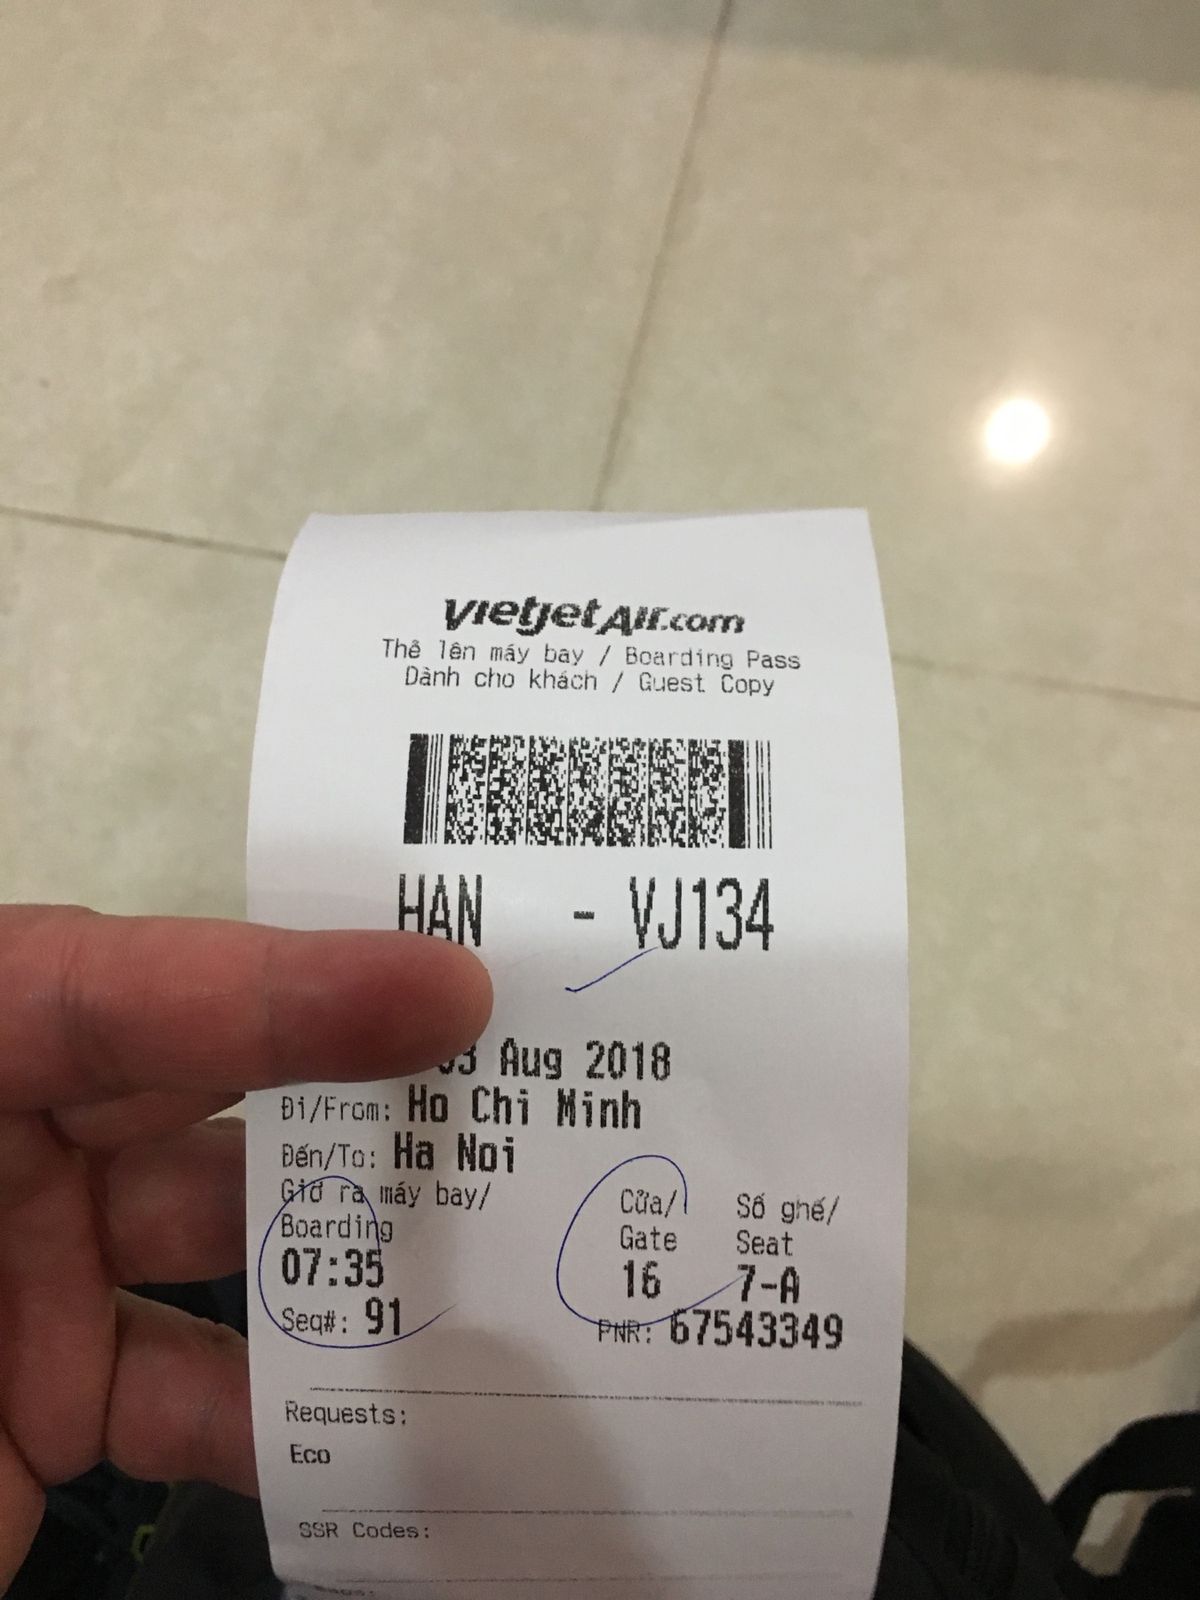 vietjetAir.com
Thẻ lên máy bay / Boarding Pass
Dành cho khách / Guest Copy
HAN - VJ134
03 Aug 2018
Đi/From: Ho Chi Minh
Đến/To: Ha Noi
Giờ ra máy bay/
Boarding
07:35
Cửa/
Gate
16
Số ghế/
Seat
7-A
Seq#: 91
PNR: 67543349
Requests:
Eco
SSR Codes: